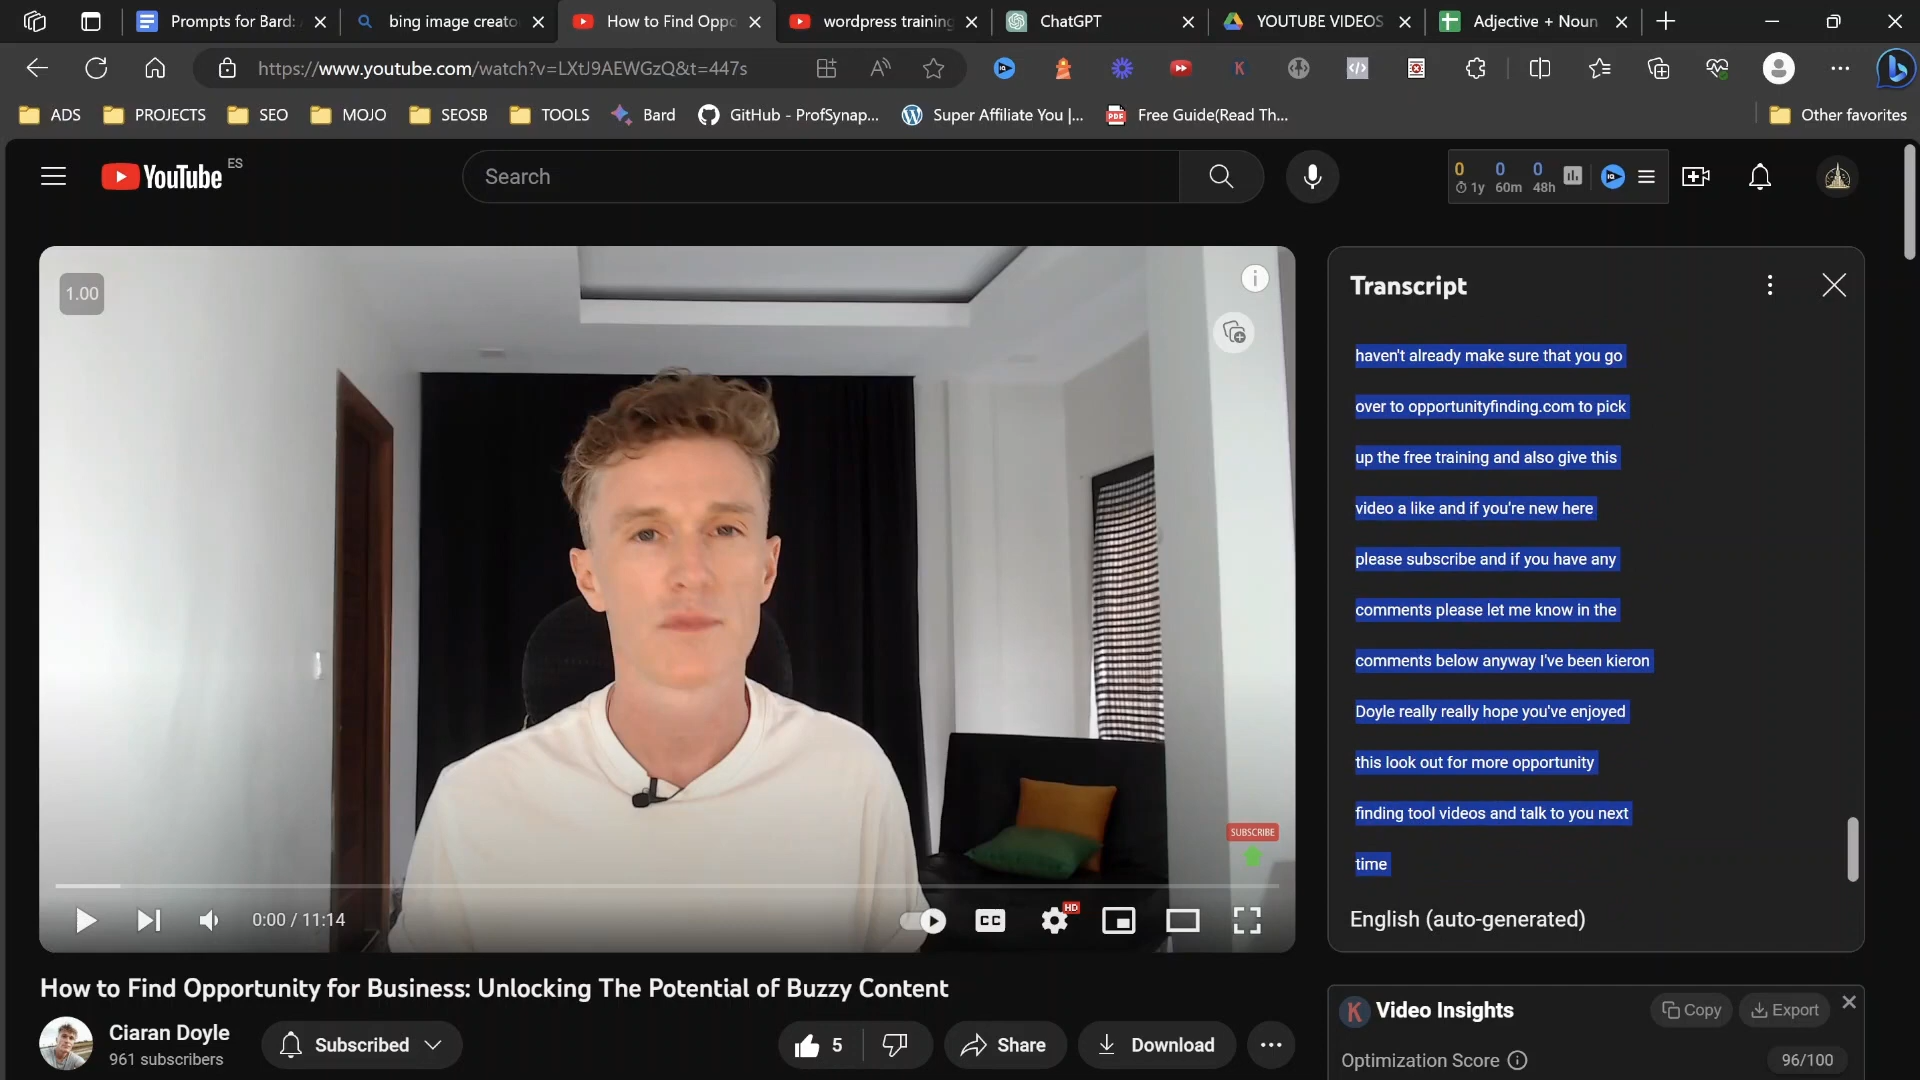 Prompts for Bard:
bing image creato
How to Find Oppo
wordpress training
ChatGPT
YOUTUBE VIDEOS
Adjective + Noun
https://www.youtube.com/watch?v=LXtJ9AEWGzQ&t=447s
ADS
PROJECTS
SEO
MOJO
SEOSB
TOOLS
Bard
GitHub - ProfSynap...
Super Affiliate You |...
PDF
Free Guide(Read Th...
Other favorites
YouTube ES
Search
0 0 0
1y 60m 48h
1.00
Transcript
haven't already make sure that you go
over to opportunityfinding.com to pick
up the free training and also give this
video a like and if you're new here
please subscribe and if you have any
comments please let me know in the
comments below anyway I've been kieron
Doyle really really hope you've enjoyed
this look out for more opportunity
finding tool videos and talk to you next
time
English (auto-generated)
SUBSCRIBE
0:00 / 11:14
CC
HD
How to Find Opportunity for Business: Unlocking The Potential of Buzzy Content
Ciaran Doyle
961 subscribers
Subscribed
5
Share
Download
K Video Insights
Copy
Export
Optimization Score
96/100